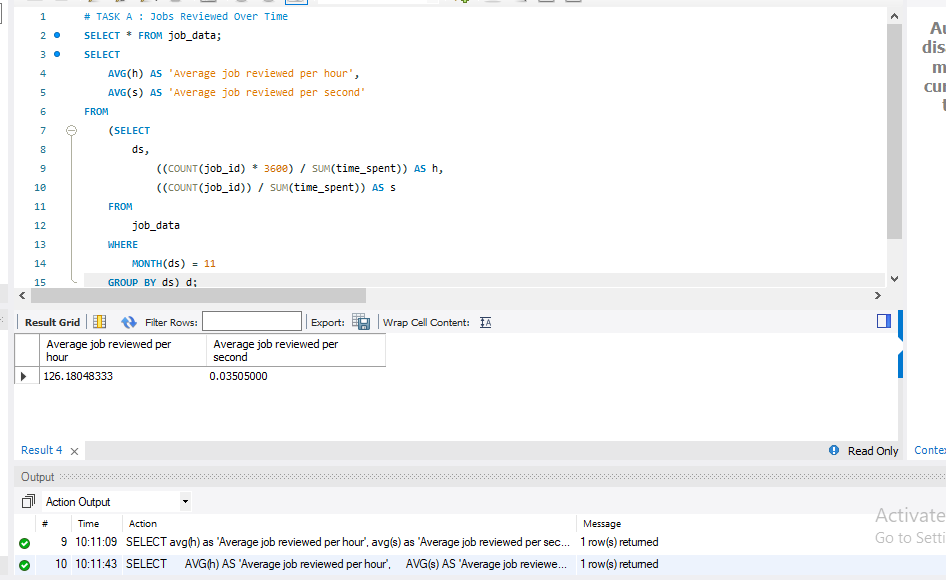 1 # TASK A : Jobs Reviewed Over Time
2 SELECT * FROM job_data;
3 SELECT
4 AVG(h) AS 'Average job reviewed per hour',
5 AVG(s) AS 'Average job reviewed per second'
6 FROM
7 (SELECT
8 ds,
9 ((COUNT(job_id) * 3600) / SUM(time_spent)) AS h,
10 ((COUNT(job_id)) / SUM(time_spent)) AS s
11 FROM
12 job_data
13 WHERE
14 MONTH(ds) = 11
15 GROUP BY ds) d;
Result Grid Filter Rows: Export: Wrap Cell Content:
Average job reviewed per hour Average job reviewed per second
126.18048333 0.03505000
Result 4 Read Only
Output
Action Output
# Time Action Message
9 10:11:09 SELECT avg(h) as 'Average job reviewed per hour', avg(s) as 'Average job reviewed per sec... 1 row(s) returned
10 10:11:43 SELECT AVG(h) AS 'Average job reviewed per hour', AVG(s) AS 'Average job reviewe... 1 row(s) returned
Activate
Go to Setti